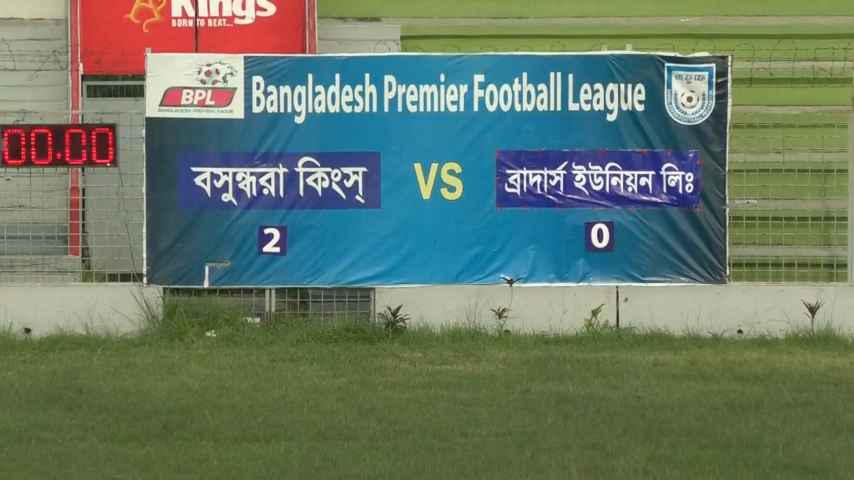 Kings
BORN TO BEAT...
BPL
BANGLADESH PREMIER LEAGUE
Bangladesh Premier Football League
00:00
বসুন্ধরা কিংস্
VS
ব্রাদার্স ইউনিয়ন লিঃ
2
0